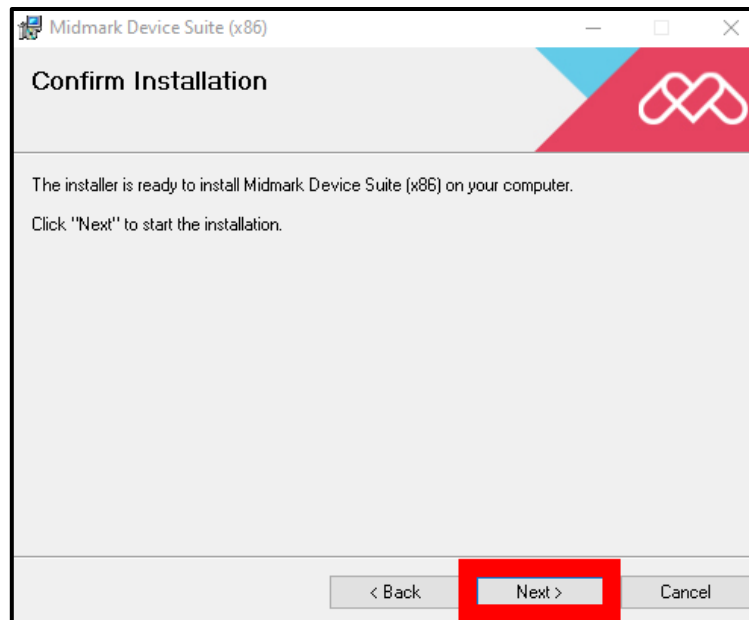 Midmark Device Suite (x86)
Confirm Installation
The installer is ready to install Midmark Device Suite (x86) on your computer.
Click "Next" to start the installation.
< Back
Next >
Cancel